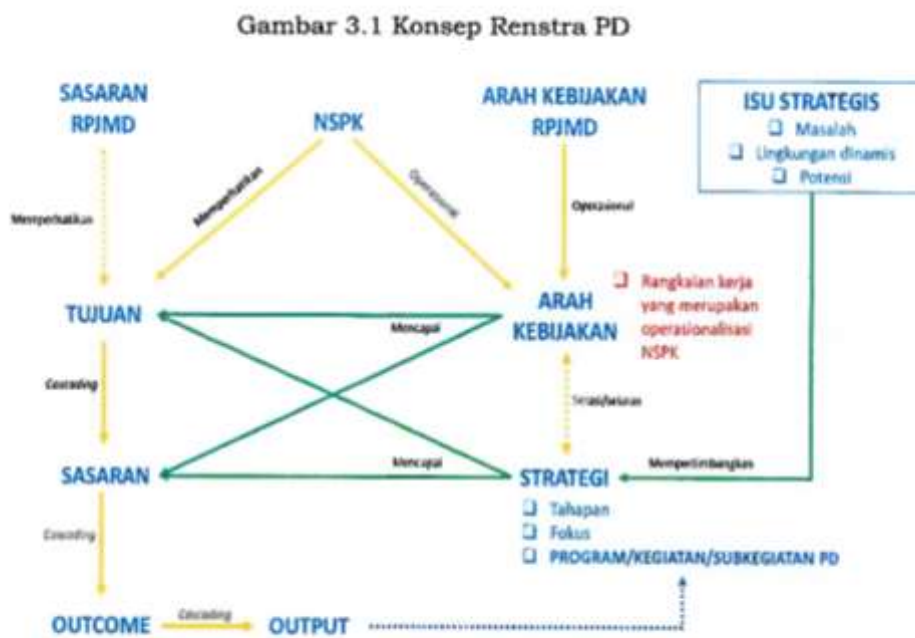 Gambar 3.1 Konsep Renstra PD
SASARAN
RPJMD
NSPK
ARAH KEBIJAKAN
RPJMD
ISU STRATEGIS
Masalah
Lingkungan dinamis
Potensi
Memperhatikan
Memperhatikan
Operasional
Operasional
TUJUAN
Mencapai
ARAH
KEBIJAKAN
Rangkaian kerja
yang merupakan
operasionalisasi
NSPK
Cascading
Serasi/selaras
SASARAN
Mencapai
STRATEGI
Mempertimbangkan
Tahapan
Fokus
PROGRAM/KEGIATAN/SUBKEGIATAN PD
Cascading
OUTCOME
Cascading
OUTPUT